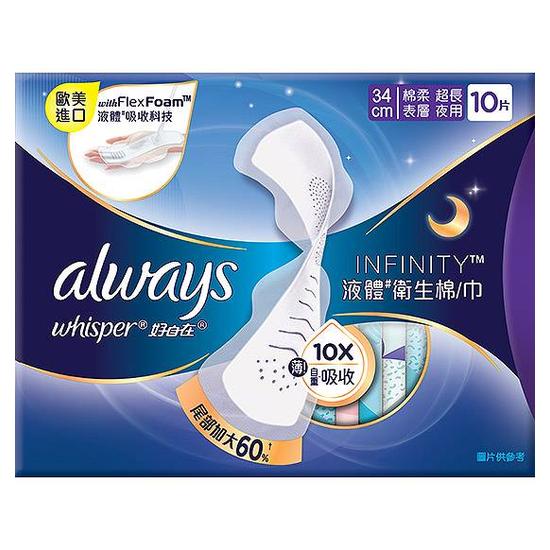 歐美
進口
withFlexFoam™
液體#吸收科技
34
cm
棉柔
表層
超長
夜用
10片
always
whisper® 好自在®
INFINITY™
液體#衛生棉/巾
10X
薄
自重
吸收
尾部加大60%†
圖片供參考